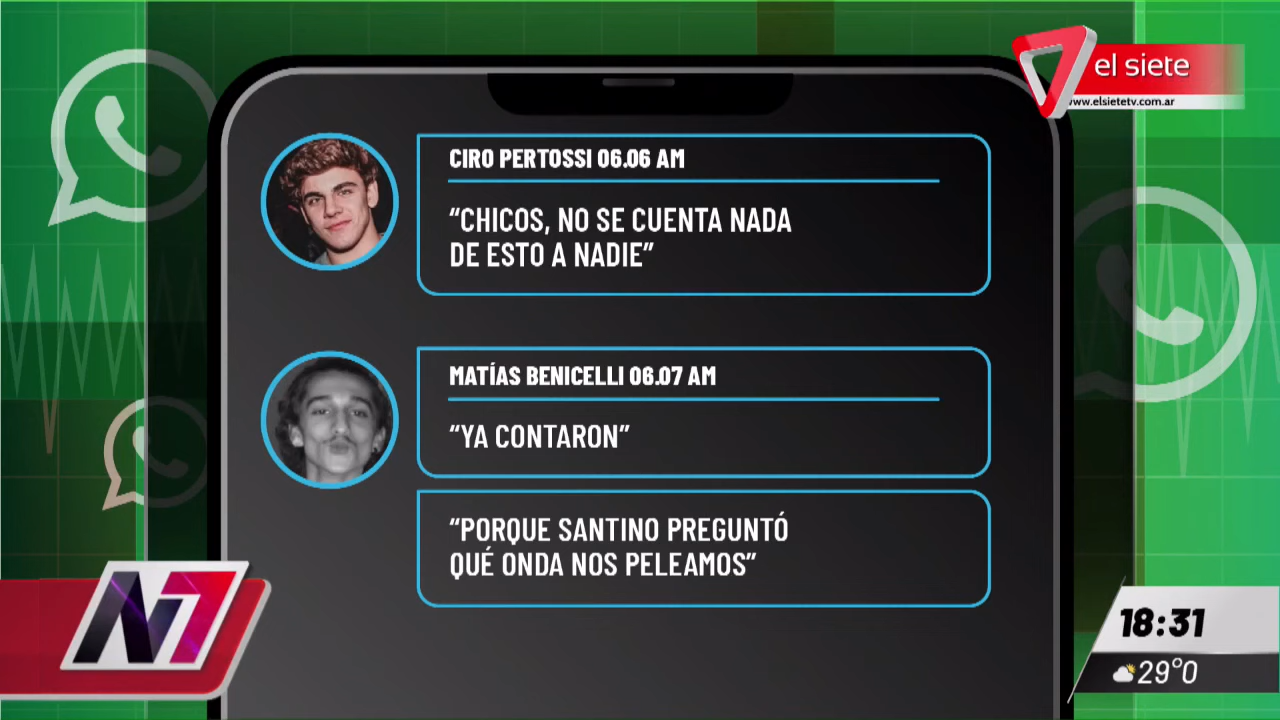 el siete
www.elsietetv.com.ar
CIRO PERTOSSI 06.06 AM
“CHICOS, NO SE CUENTA NADA
DE ESTO A NADIE”
MATÍAS BENICELLI 06.07 AM
“YA CONTARON”
“PORQUE SANTINO PREGUNTÓ
QUÉ ONDA NOS PELEAMOS”
N7
18:31
29°0